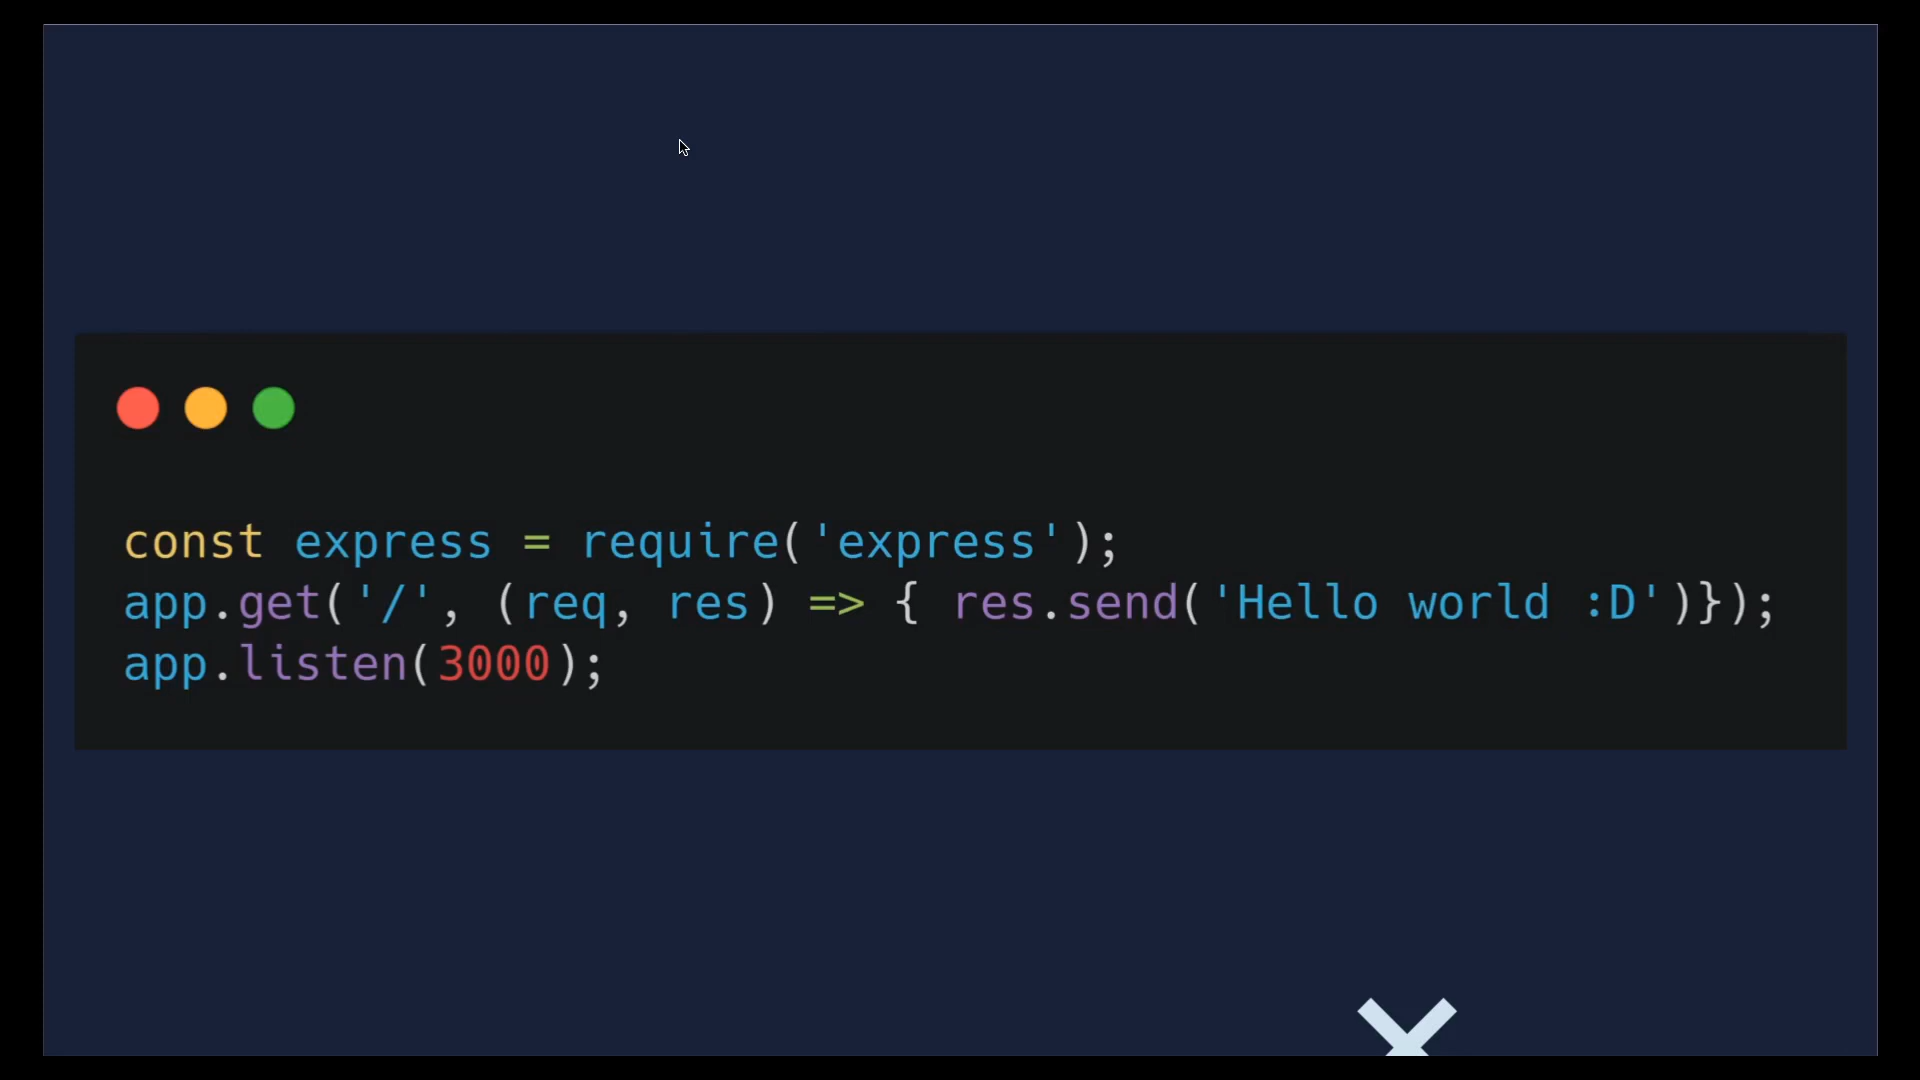 const express = require('express');
app.get('/', (req, res) => { res.send('Hello world :D')});
app.listen(3000);